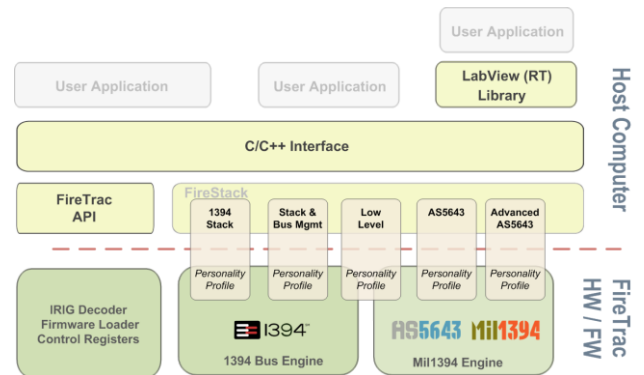 User Application
User Application
User Application
LabView (RT)
Library
Host Computer
C/C++ Interface
FireTrac
API
FireStack
1394
Stack
Stack &
Bus Mgmt
Low
Level
AS5643
Advanced
AS5643
Personality
Profile
Personality
Profile
Personality
Profile
Personality
Profile
Personality
Profile
IRIG Decoder
Firmware Loader
Control Registers
1394
1394 Bus Engine
AS5643 Mil1394
Mil1394 Engine
FireTrac
HW / FW